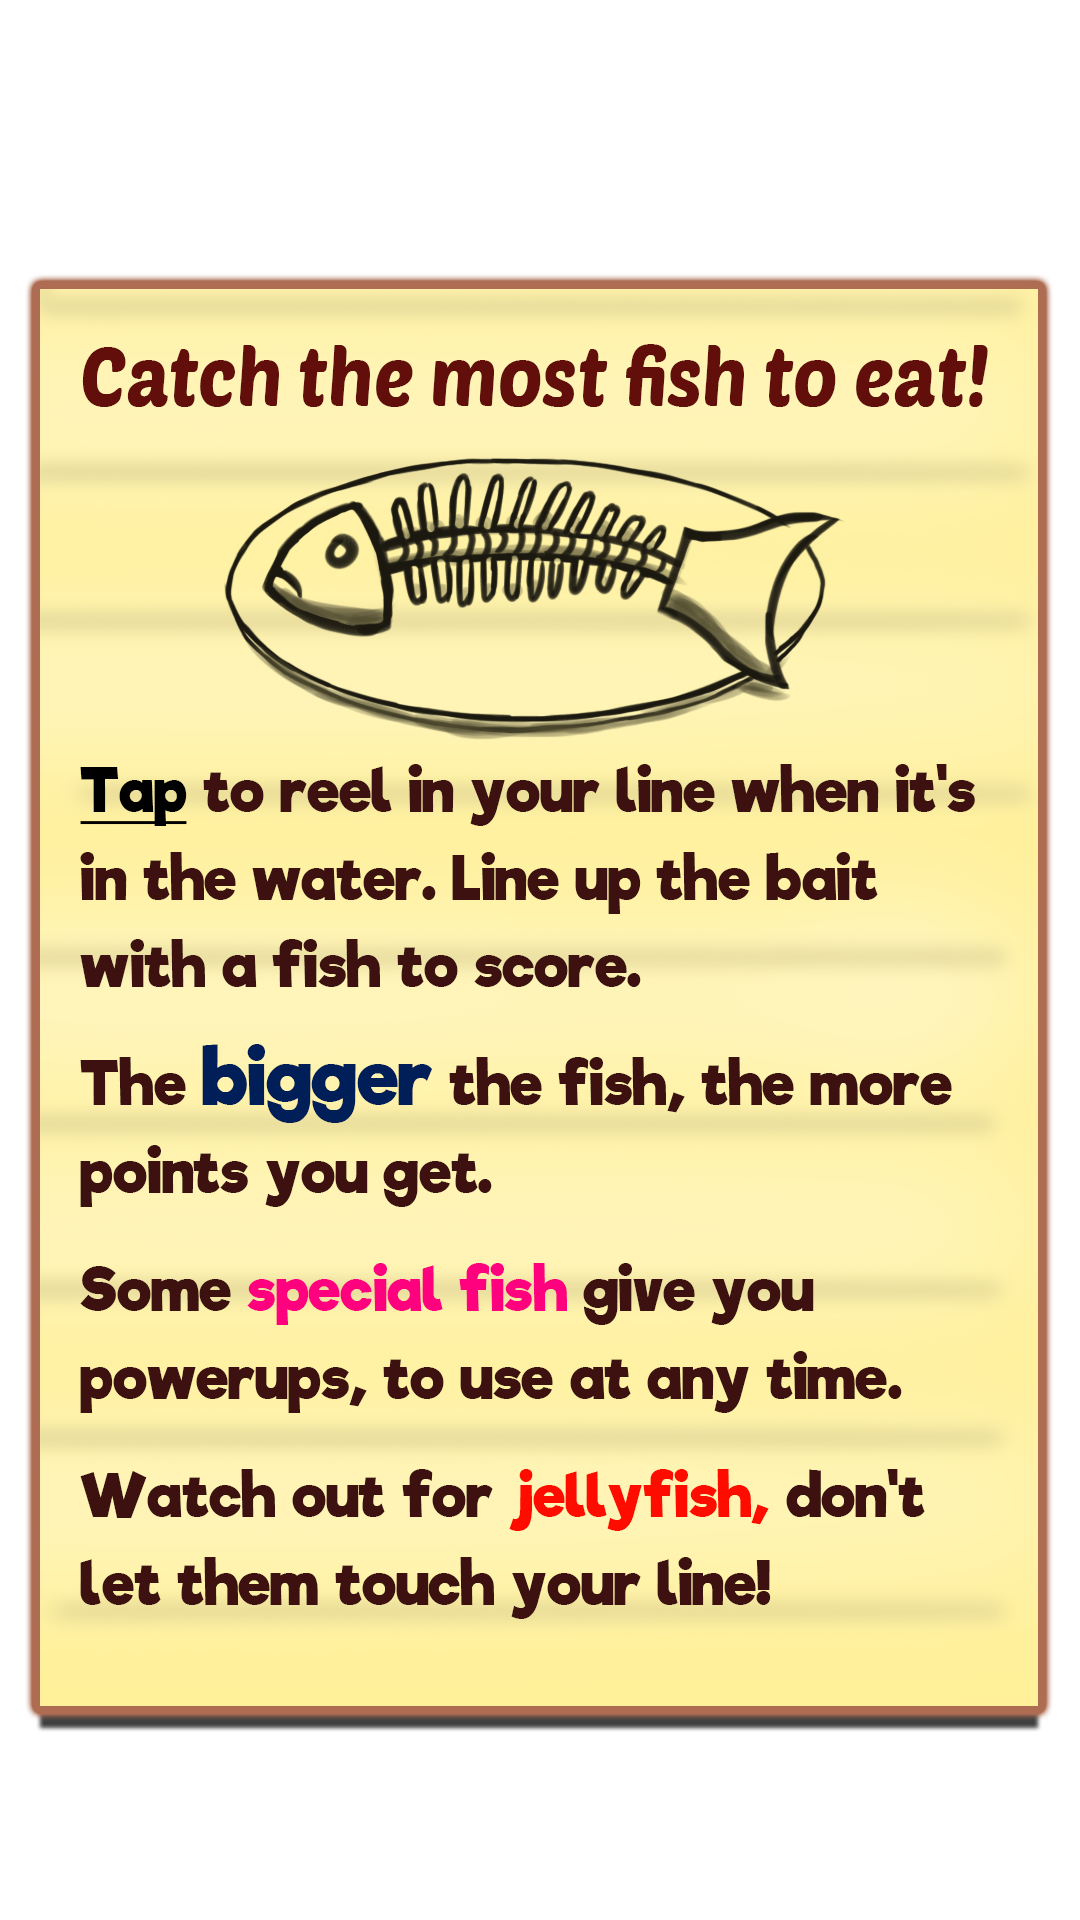 Catch the most fish to eat!
Tap to reel in your line when it's
in the water. Line up the bait
with a fish to score.
The bigger the fish, the more
points you get.
Some special fish give you
powerups, to use at any time.
Watch out for jellyfish, don't
let them touch your line!